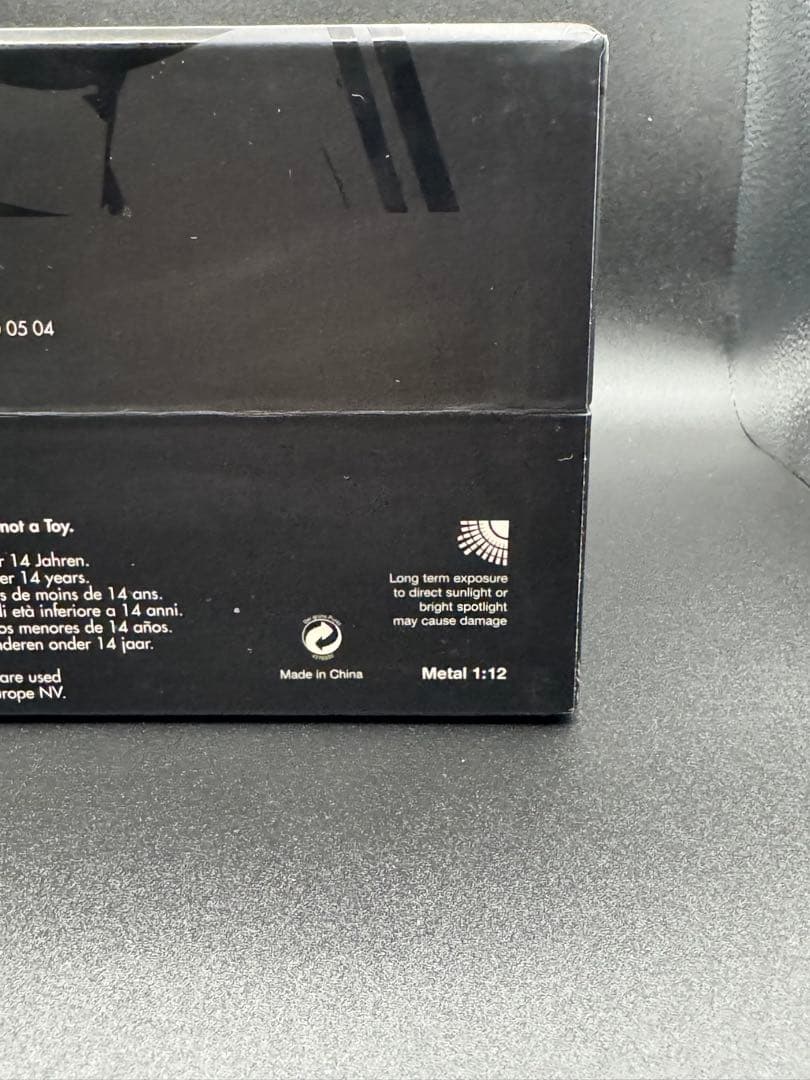 05 04
not a Toy.
r 14 Jahren.
er 14 years.
s de moins de 14 ans.
li età inferiore a 14 anni.
os menores de 14 años.
nderen onder 14 jaar.
are used
urope NV.
Long term exposure
to direct sunlight or
bright spotlight
may cause damage
Made in China
Metal 1:12